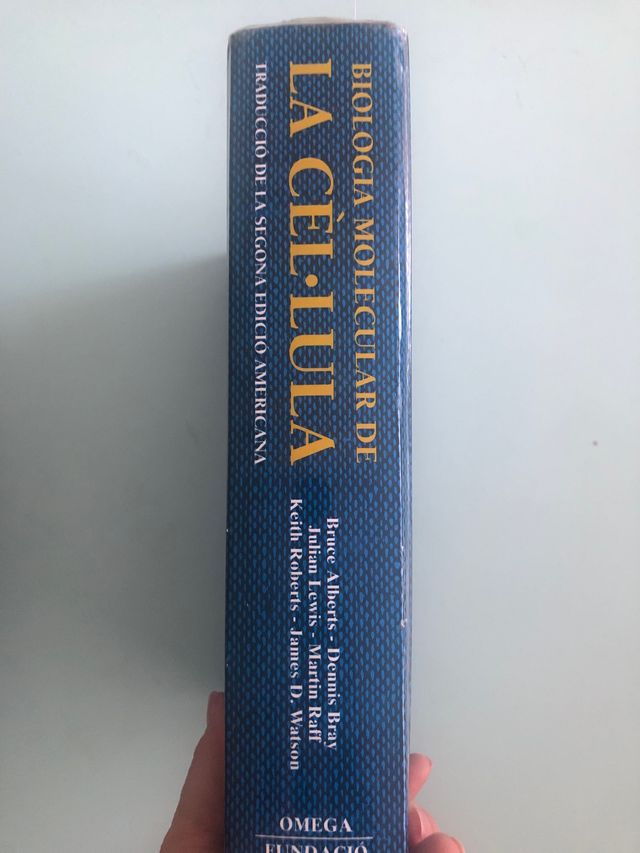 BIOLOGIA MOLECULAR DE
LA CÈL·LULA
TRADUCCIÓ DE LA SEGONA EDICIÓ AMERICANA
Bruce Alberts - Dennis Bray
Julian Lewis - Martin Raff
Keith Roberts - James D. Watson
OMEGA
FUNDACIÓ